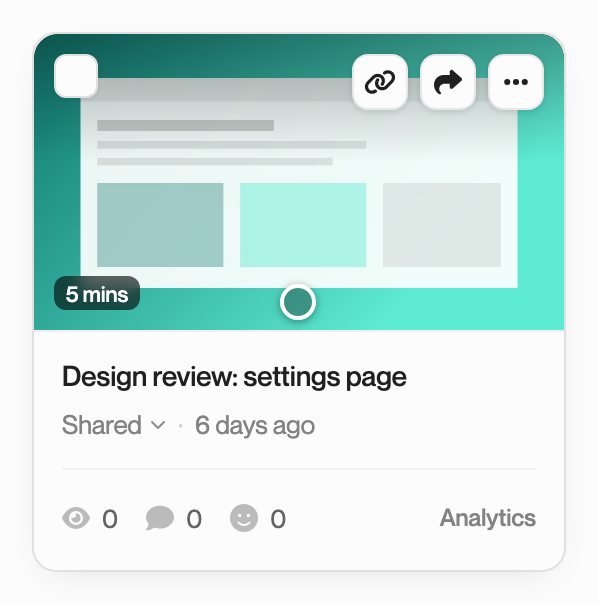 5 mins
Design review: settings page
Shared · 6 days ago
0 0 0 Analytics